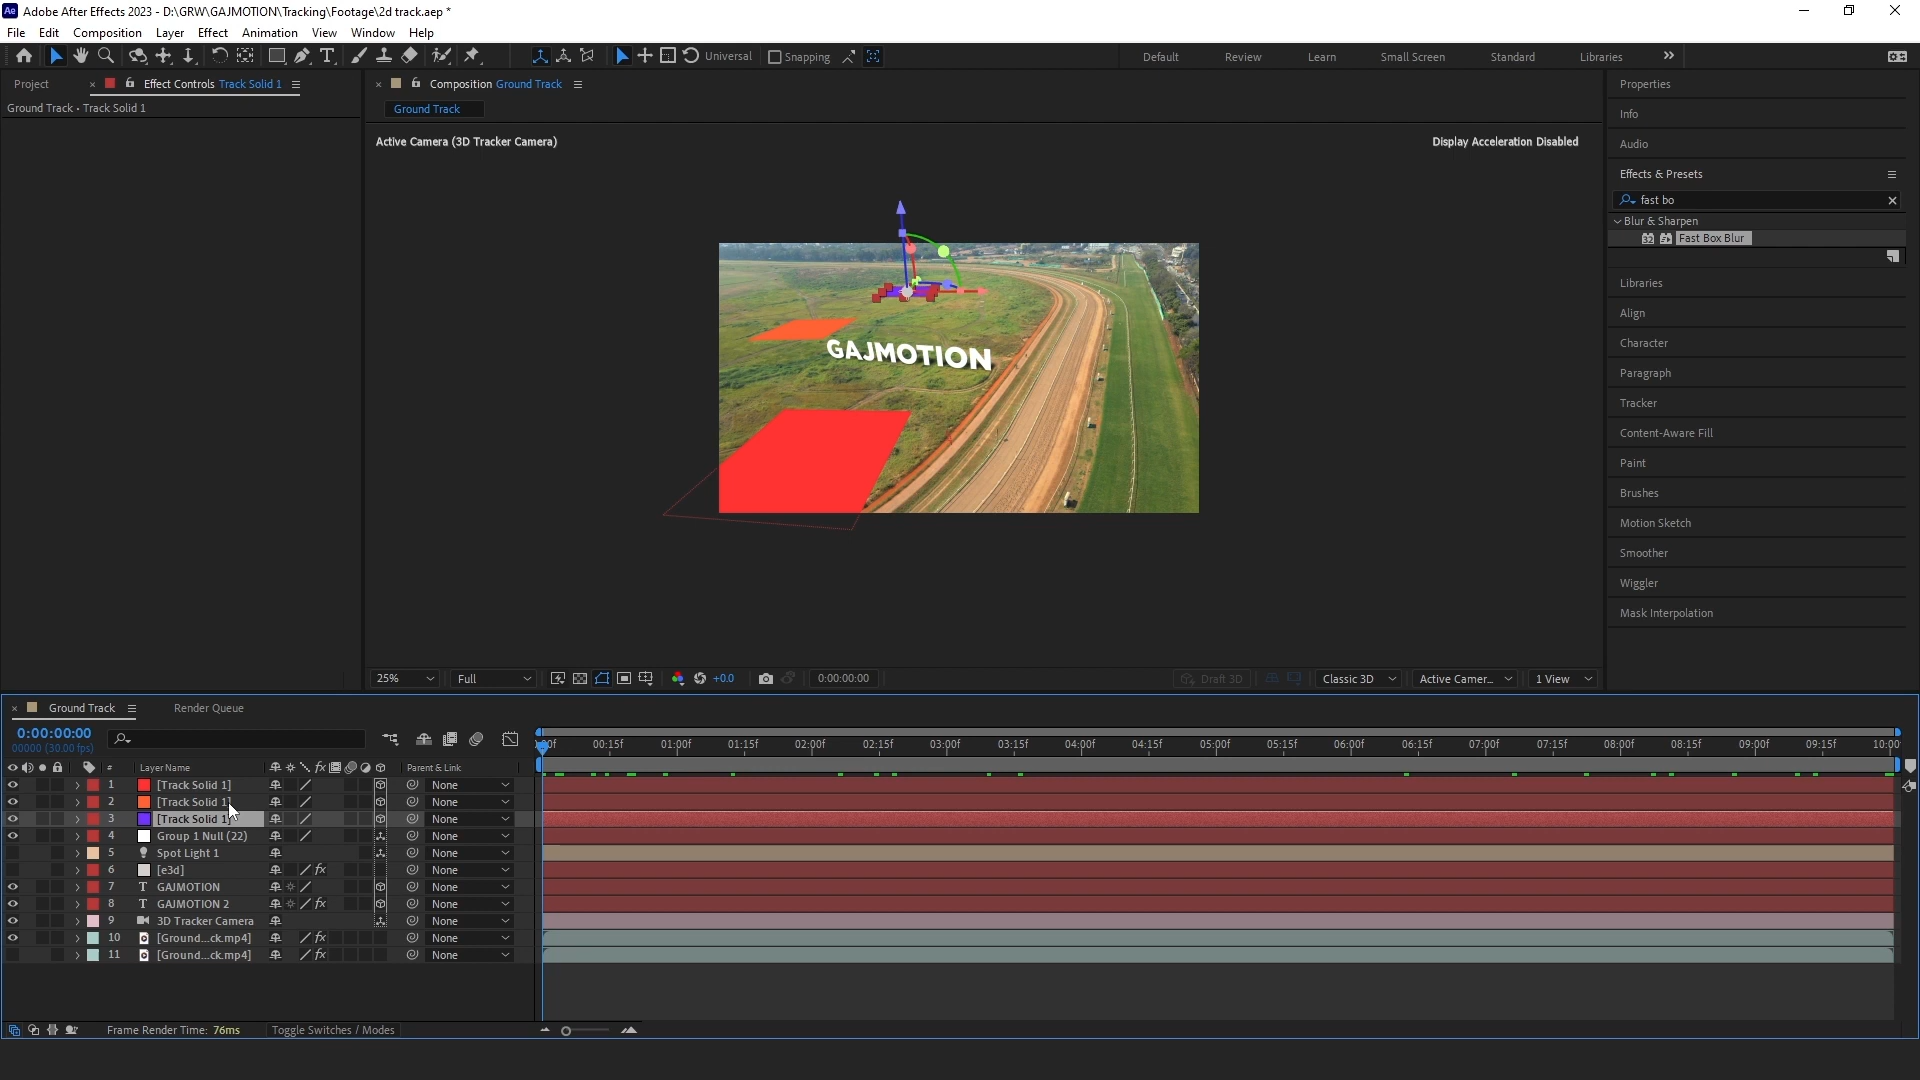 Adobe After Effects 2023 - D:\GRW\GAJMOTION\Tracking\Footage\2d track.aep *
File Edit Composition Layer Effect Animation View Window Help
Universal Snapping Default Review Learn Small Screen Standard Libraries
Project Effect Controls Track Solid 1
Ground Track • Track Solid 1
Composition Ground Track
Ground Track
Active Camera (3D Tracker Camera) Display Acceleration Disabled
GAJMOTION
25% Full +0.0 0:00:00:00 Draft 3D Classic 3D Active Camer... 1 View
Properties
Info
Audio
Effects & Presets
fast bo
Blur & Sharpen
32 Fast Box Blur
Libraries
Align
Character
Paragraph
Tracker
Content-Aware Fill
Paint
Brushes
Motion Sketch
Smoother
Wiggler
Mask Interpolation
Ground Track Render Queue
0:00:00:00
00000 (30.00 fps)
00:15f 01:00f 01:15f 02:00f 02:15f 03:00f 03:15f 04:00f 04:15f 05:00f 05:15f 06:00f 06:15f 07:00f 07:15f 08:00f 08:15f 09:00f 09:15f 10:00
# Layer Name fx Parent & Link
1 [Track Solid 1] None
2 [Track Solid 1] None
3 [Track Solid 1] None
4 Group 1 Null (22) None
5 Spot Light 1 None
6 [e3d] fx None
7 T GAJMOTION None
8 T GAJMOTION 2 fx None
9 3D Tracker Camera None
10 [Ground...ck.mp4] fx None
11 [Ground...ck.mp4] fx None
Frame Render Time: 76ms Toggle Switches / Modes